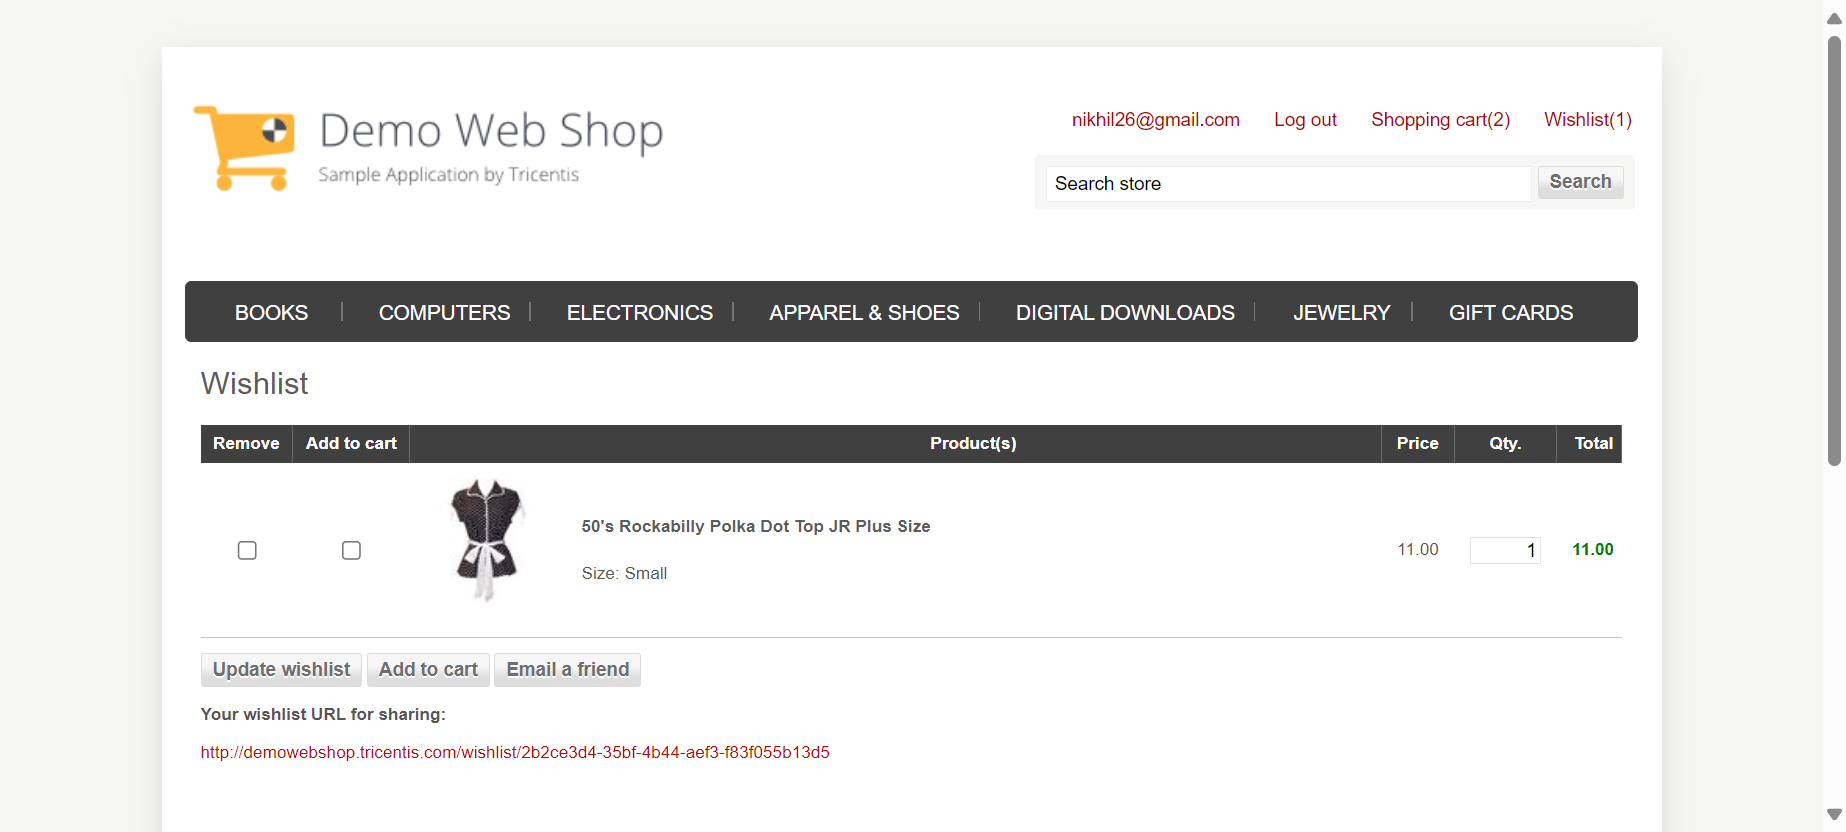 Demo Web Shop
Sample Application by Tricentis
nikhil26@gmail.com Log out Shopping cart(2) Wishlist(1)
Search store Search
BOOKS COMPUTERS ELECTRONICS APPAREL & SHOES DIGITAL DOWNLOADS JEWELRY GIFT CARDS
Wishlist
Remove Add to cart Product(s) Price Qty. Total
50's Rockabilly Polka Dot Top JR Plus Size
11.00 1 11.00
Size: Small
Update wishlist Add to cart Email a friend
Your wishlist URL for sharing:
http://demowebshop.tricentis.com/wishlist/2b2ce3d4-35bf-4b44-aef3-f83f055b13d5